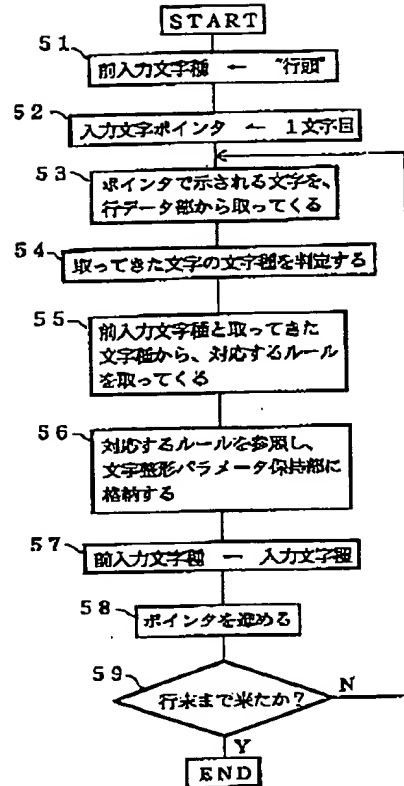 START
51
前入力文字種 ← "行頭"
52
入力文字ポインタ ← 1文字目
53
ポインタで示される文字を、
行データ部から取ってくる
54
取ってきた文字の文字種を判定する
55
前入力文字種と取ってきた
文字種から、対応するルール
を取ってくる
56
対応するルールを参照し、
文字整形パラメータ保持部に
格納する
57
前入力文字種 ー 入力文字種
58
ポインタを進める
59
行末まで来たか？
N
Y
END